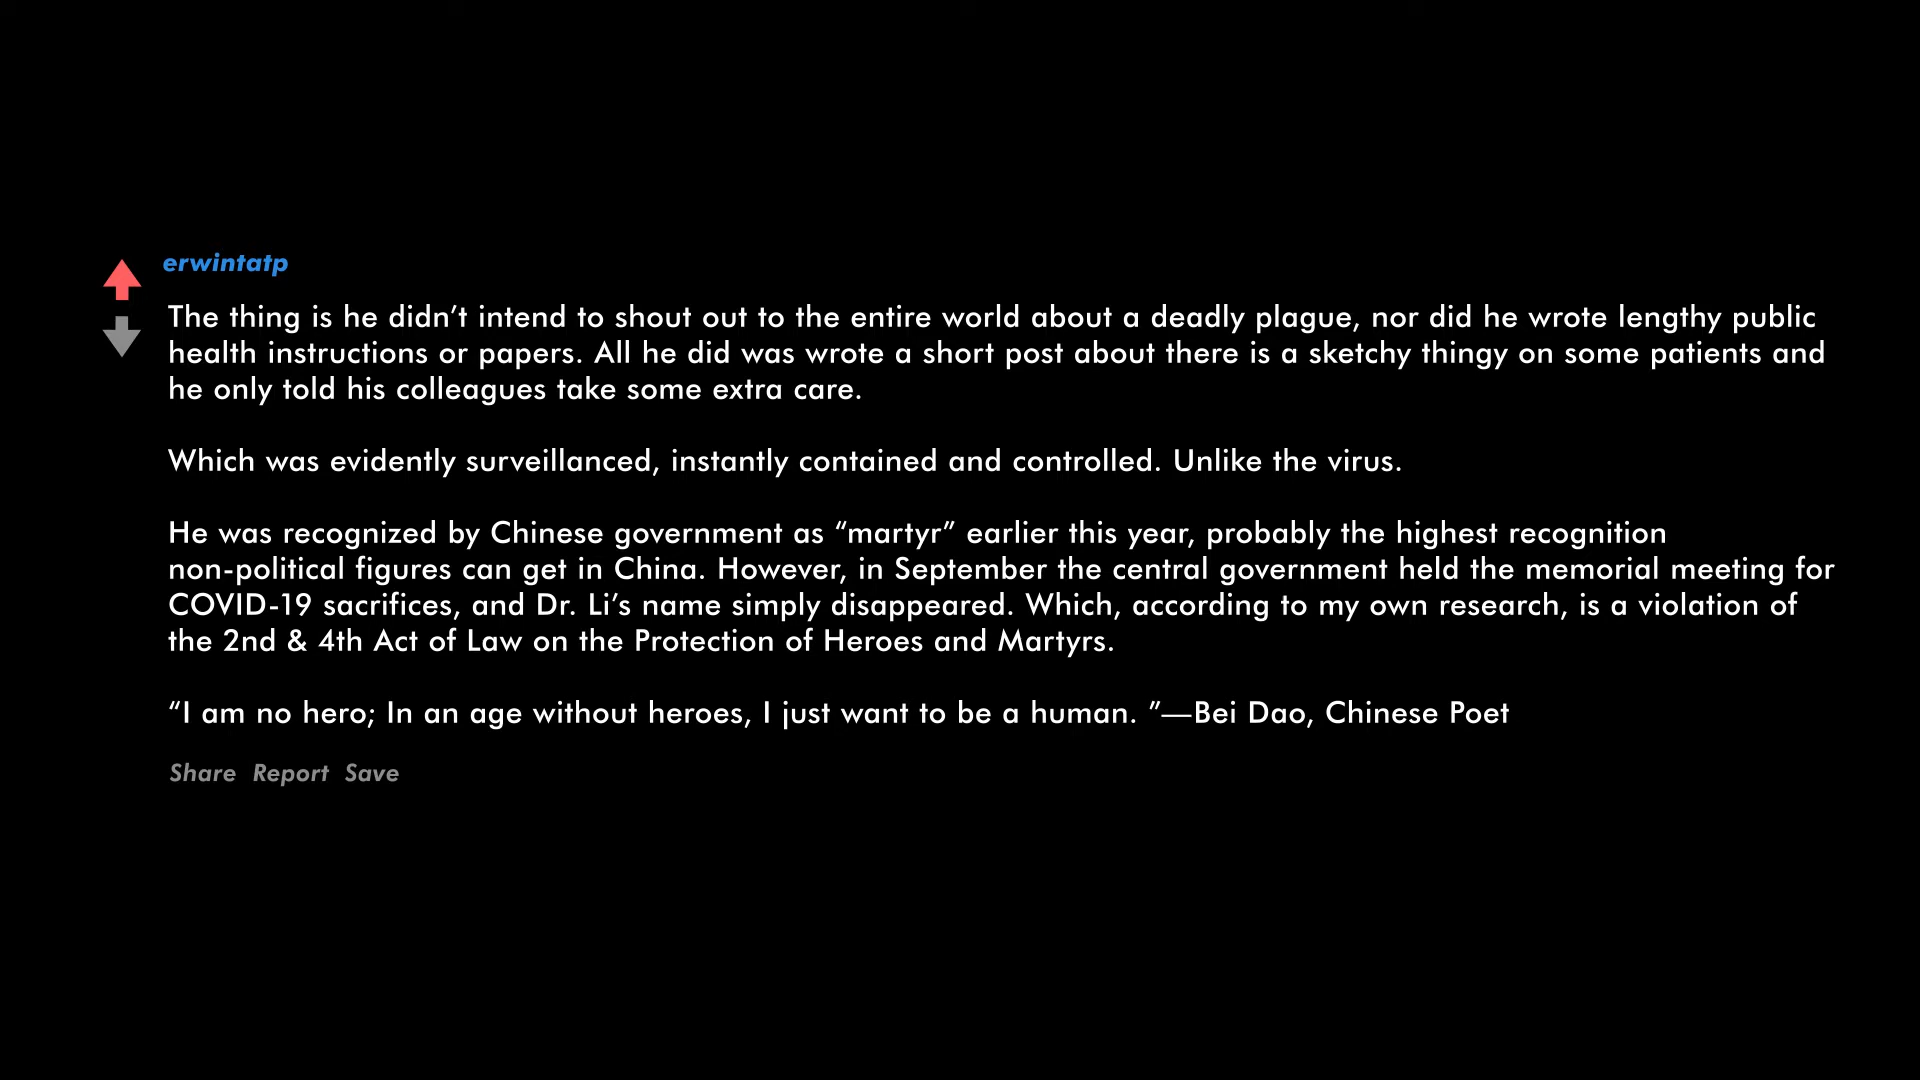 erwintatp
The thing is he didn’t intend to shout out to the entire world about a deadly plague, nor did he wrote lengthy public
health instructions or papers. All he did was wrote a short post about there is a sketchy thingy on some patients and
he only told his colleagues take some extra care.
Which was evidently surveillanced, instantly contained and controlled. Unlike the virus.
He was recognized by Chinese government as “martyr” earlier this year, probably the highest recognition
non-political figures can get in China. However, in September the central government held the memorial meeting for
COVID-19 sacrifices, and Dr. Li’s name simply disappeared. Which, according to my own research, is a violation of
the 2nd & 4th Act of Law on the Protection of Heroes and Martyrs.
“I am no hero; In an age without heroes, I just want to be a human. ”—Bei Dao, Chinese Poet
Share Report Save